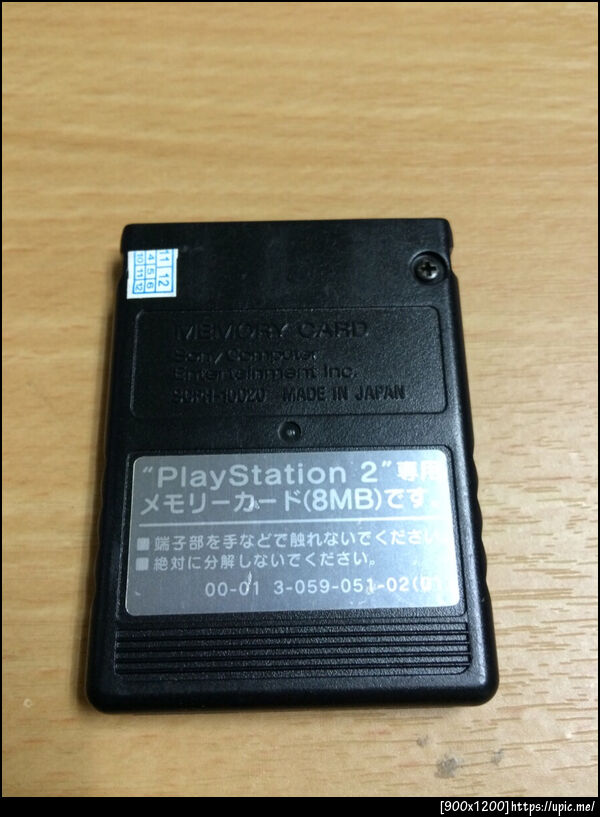 11 12
4 5 6
10 11 12
MEMORY CARD
Sony Computer
Entertainment Inc.
SCPH-10020 MADE IN JAPAN
"PlayStation 2"専用
メモリーカード(8MB)です。
■ 端子部を手などで触れないでください
■ 絶対に分解しないでください。
00-01 3-059-051-02(
[900x1200]https://upic.me/